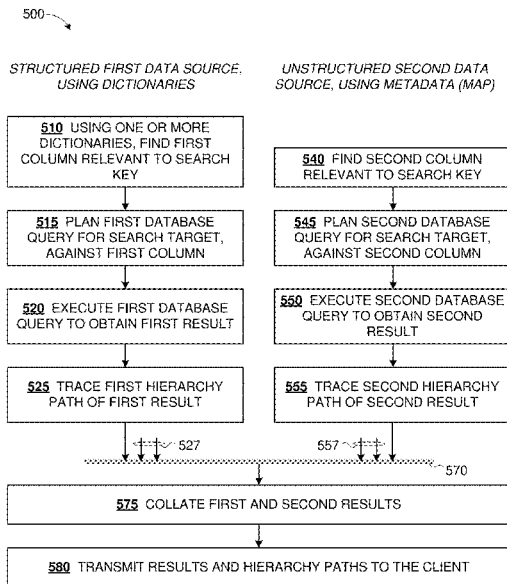 500
STRUCTURED FIRST DATA SOURCE,
USING DICTIONARIES
510 USING ONE OR MORE
DICTIONARIES, FIND FIRST
COLUMN RELEVANT TO SEARCH
KEY
515 PLAN FIRST DATABASE
QUERY FOR SEARCH TARGET,
AGAINST FIRST COLUMN
520 EXECUTE FIRST DATABASE
QUERY TO OBTAIN FIRST RESULT
525 TRACE FIRST HIERARCHY
PATH OF FIRST RESULT
527
UNSTRUCTURED SECOND DATA
SOURCE, USING METADATA (MAP)
540 FIND SECOND COLUMN
RELEVANT TO SEARCH KEY
545 PLAN SECOND DATABASE
QUERY FOR SEARCH TARGET,
AGAINST SECOND COLUMN
550 EXECUTE SECOND DATABASE
QUERY TO OBTAIN SECOND
RESULT
555 TRACE SECOND HIERARCHY
PATH OF SECOND RESULT
557
570
575 COLLATE FIRST AND SECOND RESULTS
580 TRANSMIT RESULTS AND HIERARCHY PATHS TO THE CLIENT